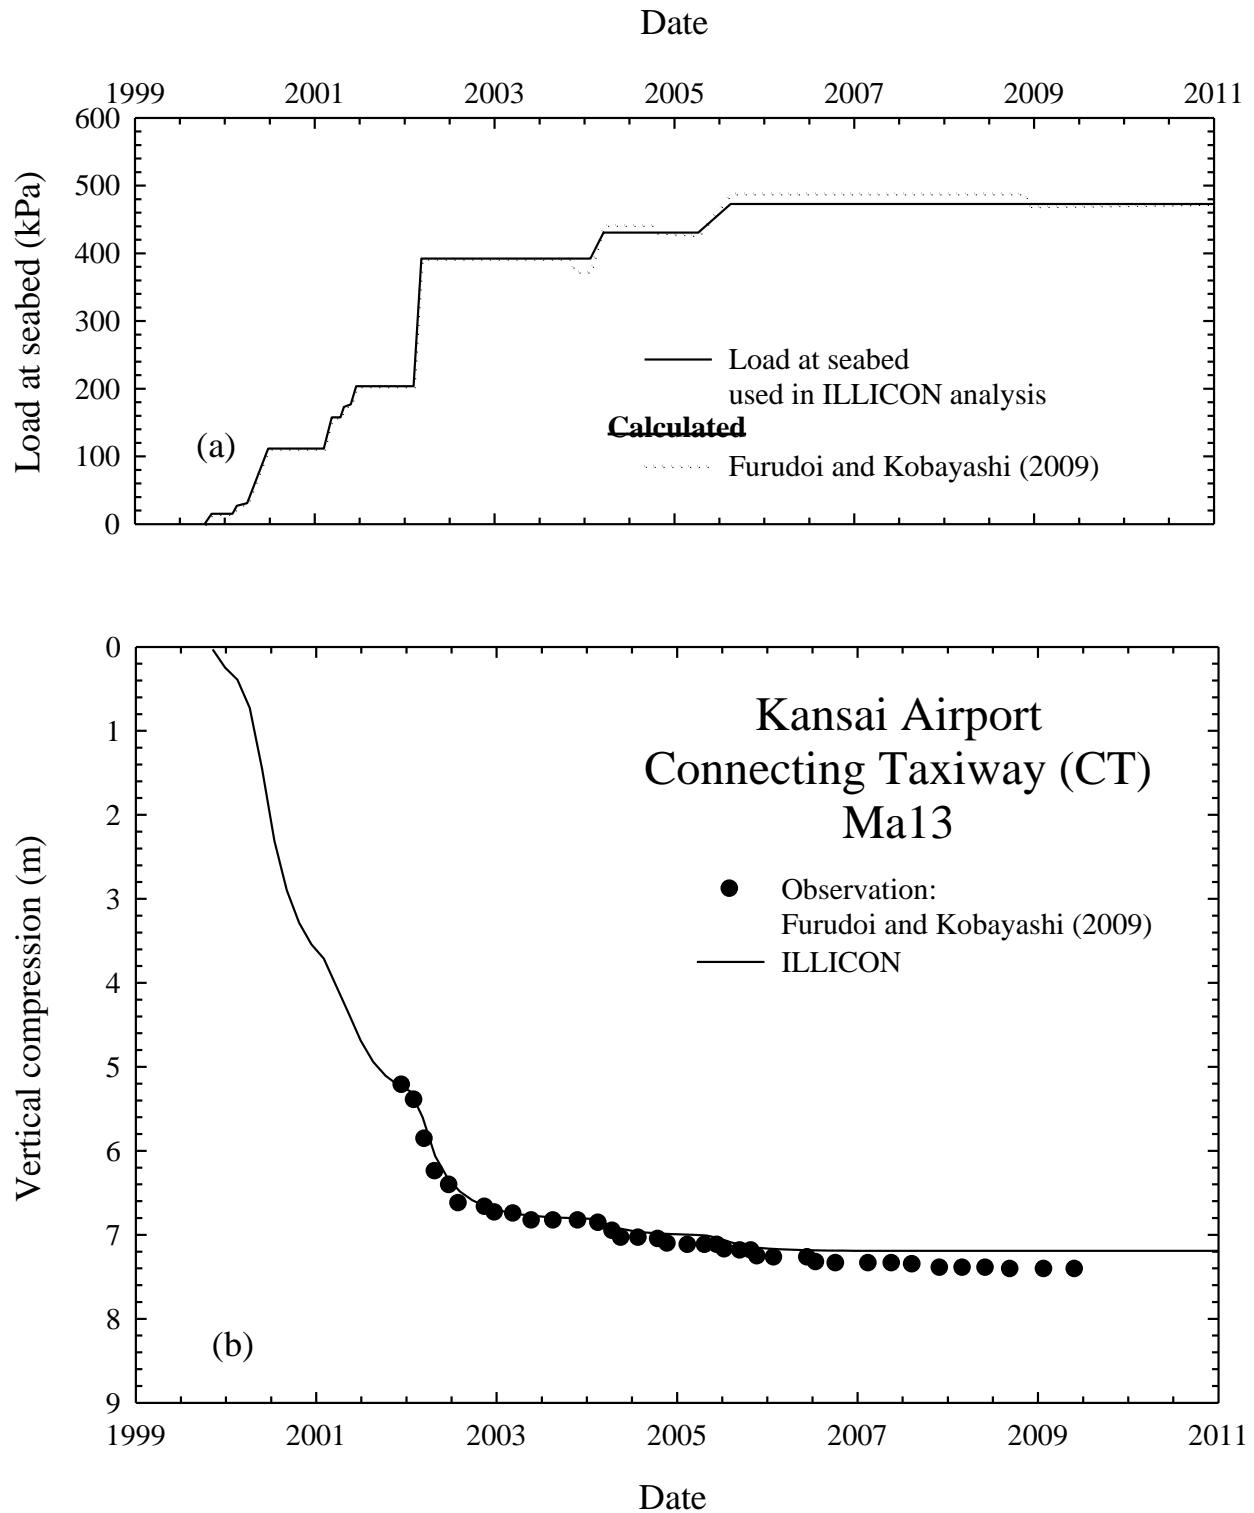 Date
1999 2001 2003 2005 2007 2009 2011
600
500
400
300
200
100
0
Load at seabed (kPa)
Load at seabed
used in ILLICON analysis
Calculated
Furudoi and Kobayashi (2009)
(a)
0
1
2
3
4
5
6
7
8
9
Vertical compression (m)
Kansai Airport
Connecting Taxiway (CT)
Ma13
Observation:
Furudoi and Kobayashi (2009)
ILLICON
(b)
1999 2001 2003 2005 2007 2009 2011
Date